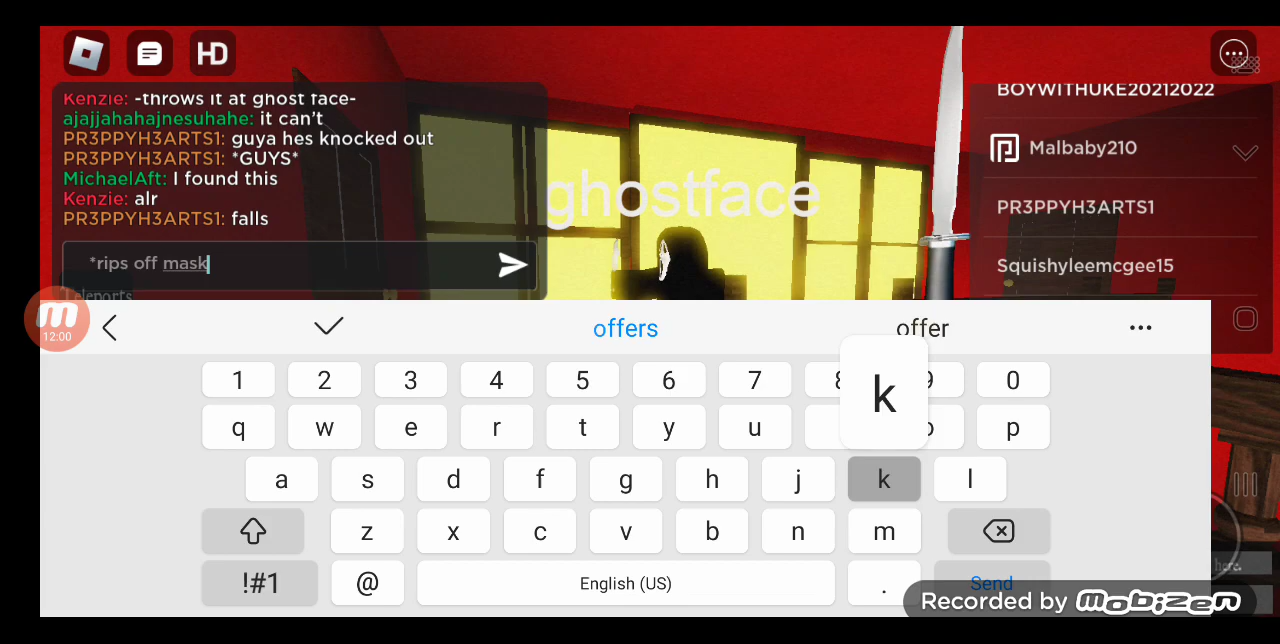 HD
Kenzie: -throws it at ghost face-
ajajjahahajnesuhahe: it can't
PR3PPYH3ARTS1: guya hes knocked out
PR3PPYH3ARTS1: *GUYS*
MichaelAft: I found this
Kenzie: alr
PR3PPYH3ARTS1: falls
*rips off mask
Teleports
ghostface
BOYWITHUKE20212022
Malbaby210
PR3PPYH3ARTS1
Squishyleemcgee15
12:00
offers offer
1 2 3 4 5 6 7 8 9 0
q w e r t y u o p
k
a s d f g h j k l
z x c v b n m
!#1 @ English (US) . Send
here.
Recorded by mobizen